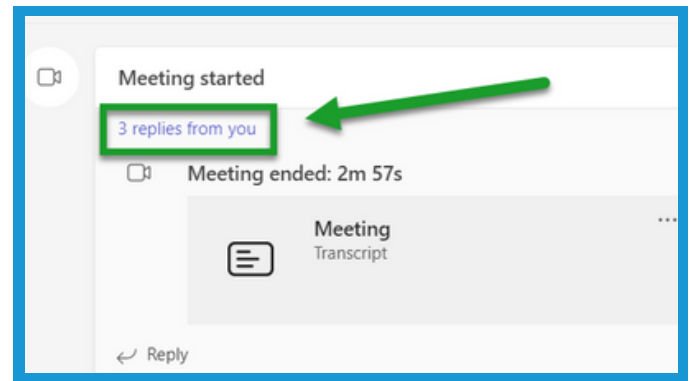 Meeting started
3 replies from you
Meeting ended: 2m 57s
Meeting
Transcript
Reply